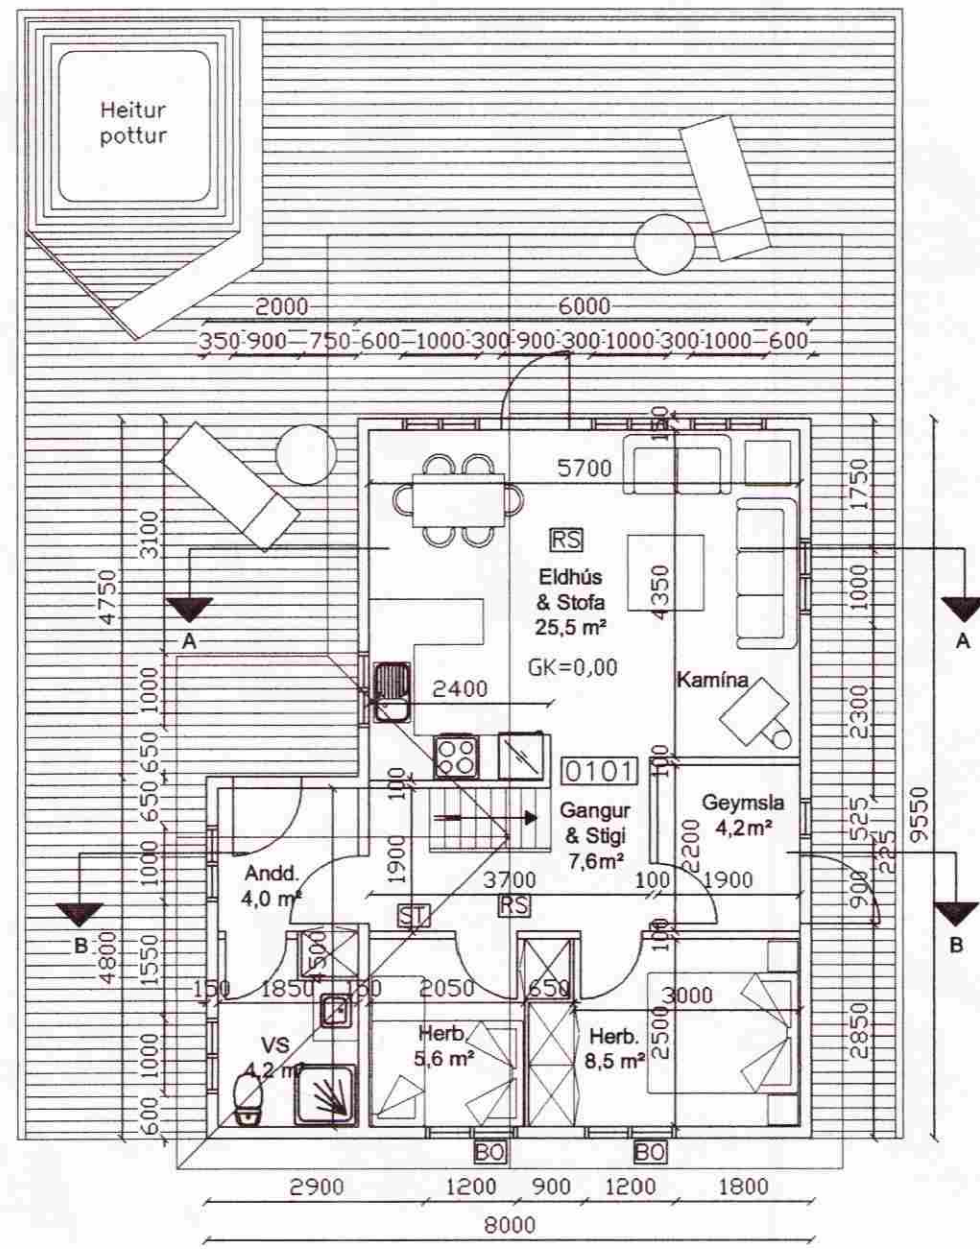 Heitur
pottur
2000
6000
350 900 750 600 1000 300 900 300 1000 300 1000 600
150
5700
1750
3100
RS
Eldhús
& Stofa
25,5 m²
GK=0,00
4350
4750
1000
A
A
9550
Kamína
2400
1000
2300
650
100
100
0101
650
Gangur
& Stigi
7,6m²
Geymsla
4,2m²
525
225
1900
2200
1000
Andd.
4,0 m²
3700
100
1900
900
ST
RS
B
B
4800
1550
4500
100
150
1850
150
2050
650
3000
VS
4,2 m²
Herb.
5,6 m²
Herb.
8,5 m²
2500
2850
1000
600
BO
BO
2900
1200
900
1200
1800
8000